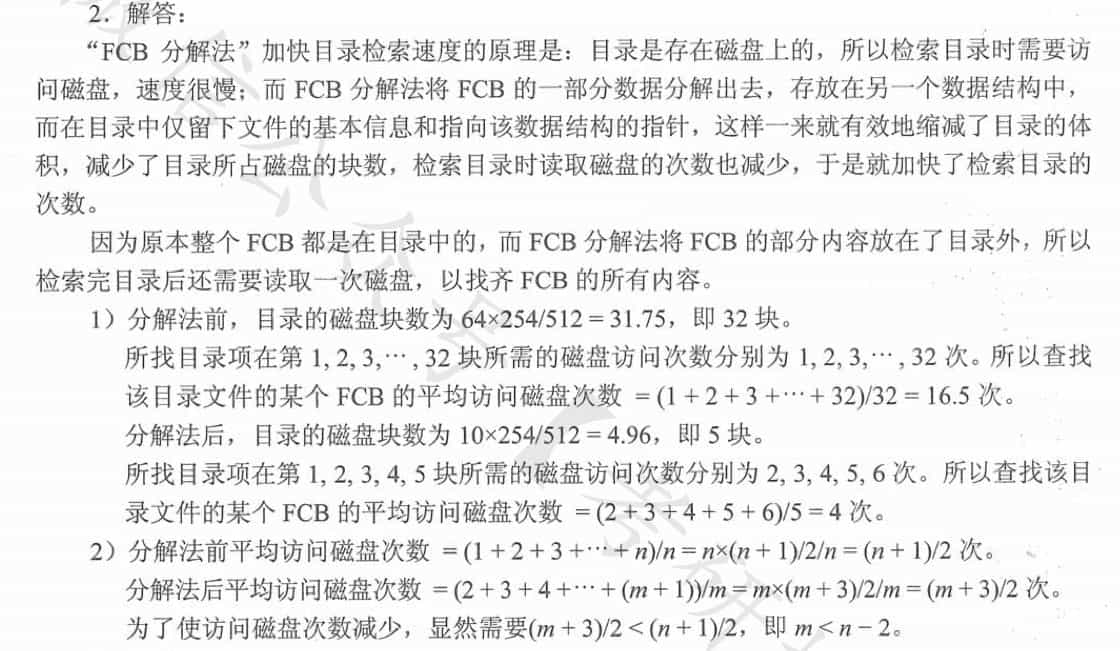 2．解答：
“FCB 分解法”加快目录检索速度的原理是：目录是存在磁盘上的，所以检索目录时需要访
问磁盘，速度很慢；而 FCB 分解法将 FCB 的一部分数据分解出去，存放在另一个数据结构中，
而在目录中仅留下文件的基本信息和指向该数据结构的指针，这样一来就有效地缩减了目录的体
积，减少了目录所占磁盘的块数，检索目录时读取磁盘的次数也减少，于是就加快了检索目录的
次数。
因为原本整个 FCB 都是在目录中的，而 FCB 分解法将 FCB 的部分内容放在了目录外，所以
检索完目录后还需要读取一次磁盘，以找齐 FCB 的所有内容。
1）分解法前，目录的磁盘块数为 64×254/512 = 31.75，即 32 块。
所找目录项在第 1, 2, 3,⋯ , 32 块所需的磁盘访问次数分别为 1, 2, 3,⋯ , 32 次。所以查找
该目录文件的某个 FCB 的平均访问磁盘次数 = (1 + 2 + 3 +⋯ + 32)/32 = 16.5 次。
分解法后，目录的磁盘块数为 10×254/512 = 4.96，即 5 块。
所找目录项在第 1, 2, 3, 4, 5 块所需的磁盘访问次数分别为 2, 3, 4, 5, 6 次。所以查找该目
录文件的某个 FCB 的平均访问磁盘次数 = (2 + 3 + 4 + 5 + 6)/5 = 4 次。
2）分解法前平均访问磁盘次数 = (1 + 2 + 3 +⋯ + n)/n = n×(n + 1)/2/n = (n + 1)/2 次。
分解法后平均访问磁盘次数 = (2 + 3 + 4 +⋯ + (m + 1))/m = m×(m + 3)/2/m = (m + 3)/2 次。
为了使访问磁盘次数减少，显然需要(m + 3)/2 < (n + 1)/2，即 m < n − 2。